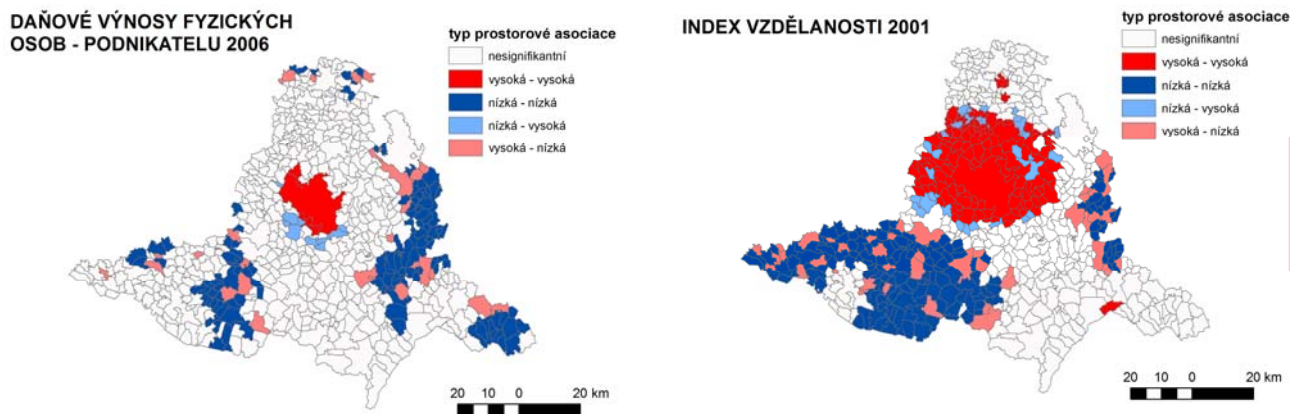 DAŇOVÉ VÝNOSY FYZICKÝCH
OSOB - PODNIKATELU 2006
typ prostorové asociace
nesignifikantní
vysoká - vysoká
nízká - nízká
nízká - vysoká
vysoká - nízká
20 10 0 20 km
INDEX VZDĚLANOSTI 2001
typ prostorové asociace
nesignifikantní
vysoká - vysoká
nízká - nízká
nízká - vysoká
vysoká - nízká
20 10 0 20 km